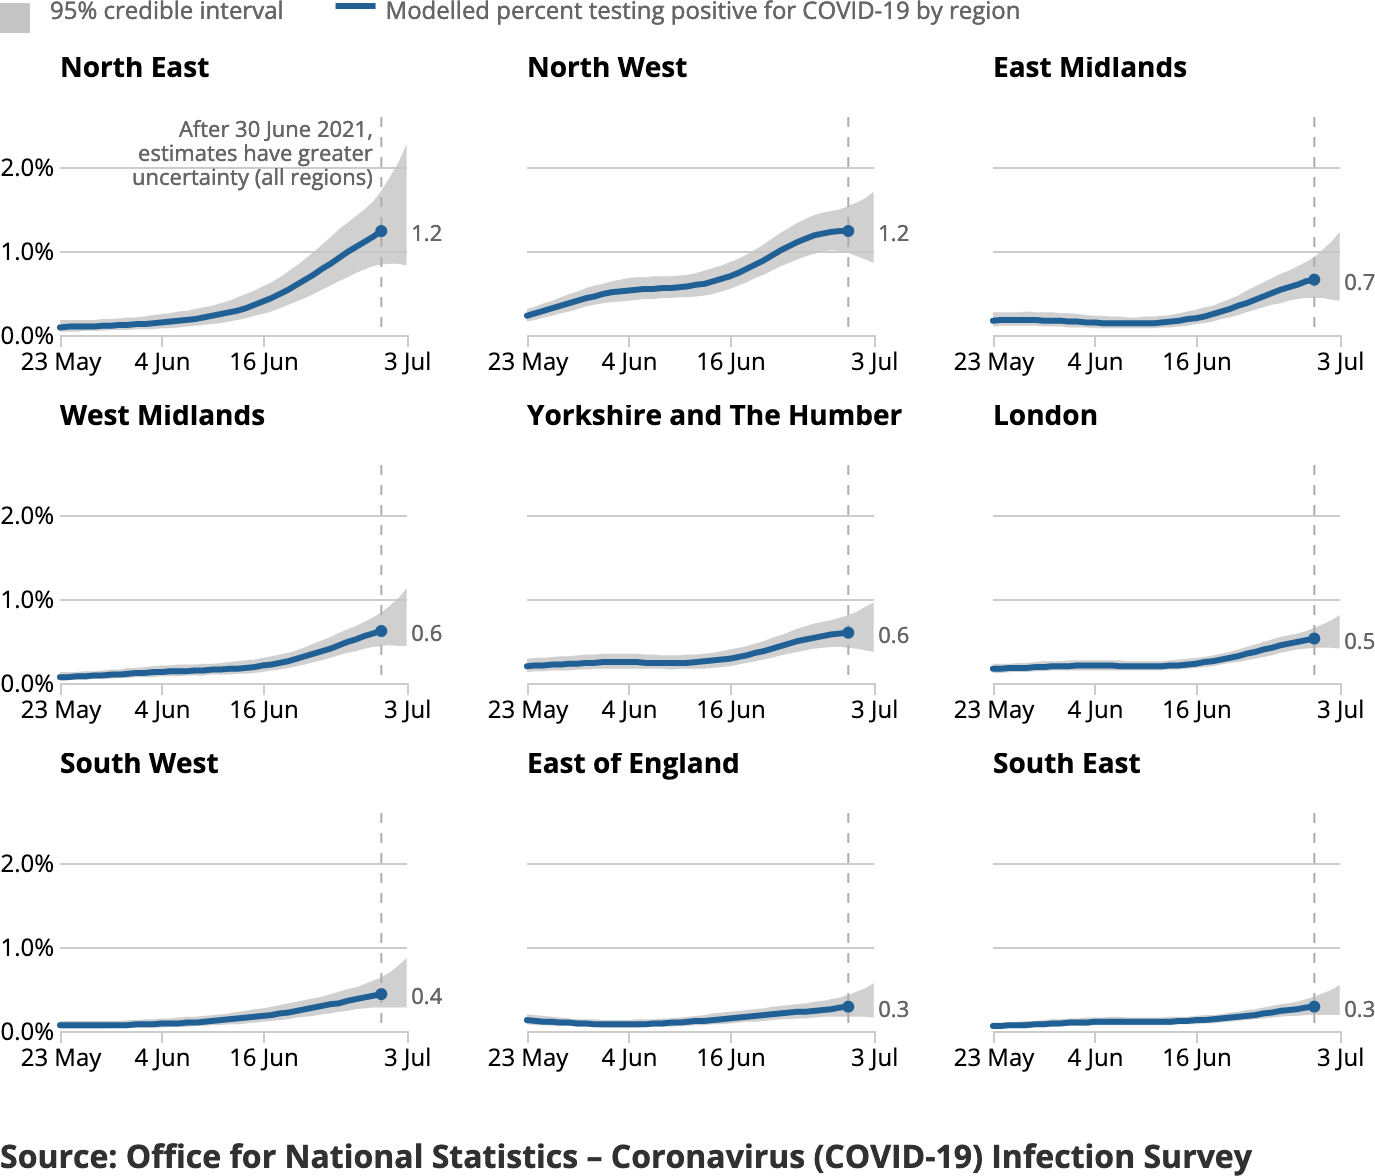 95% credible interval
Modelled percent testing positive for COVID-19 by region
North East
North West
East Midlands
After 30 June 2021,
estimates have greater
uncertainty (all regions)
2.0%
1.0%
0.0%
1.2
1.2
0.7
23 May 4 Jun 16 Jun 3 Jul
23 May 4 Jun 16 Jun 3 Jul
23 May 4 Jun 16 Jun 3 Jul
West Midlands
Yorkshire and The Humber
London
2.0%
1.0%
0.0%
0.6
0.6
0.5
23 May 4 Jun 16 Jun 3 Jul
23 May 4 Jun 16 Jun 3 Jul
23 May 4 Jun 16 Jun 3 Jul
South West
East of England
South East
2.0%
1.0%
0.0%
0.4
0.3
0.3
23 May 4 Jun 16 Jun 3 Jul
23 May 4 Jun 16 Jun 3 Jul
23 May 4 Jun 16 Jun 3 Jul
Source: Office for National Statistics – Coronavirus (COVID-19) Infection Survey